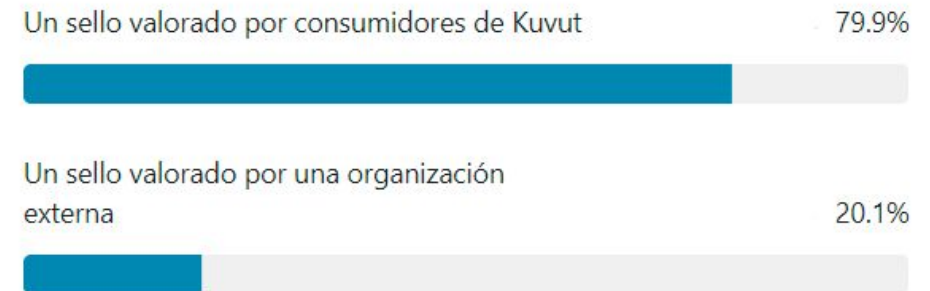 Un sello valorado por consumidores de Kuvut 79.9%
Un sello valorado por una organización
externa 20.1%